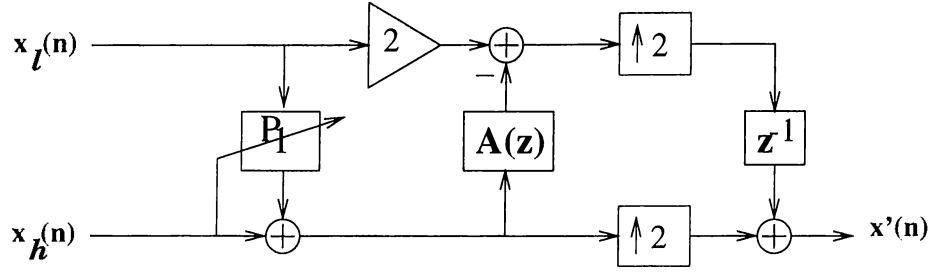 x_l(n)
2
+
↑ 2
−
P_1
A(z)
z^-1
x_h(n)
+
↑ 2
+
x'(n)